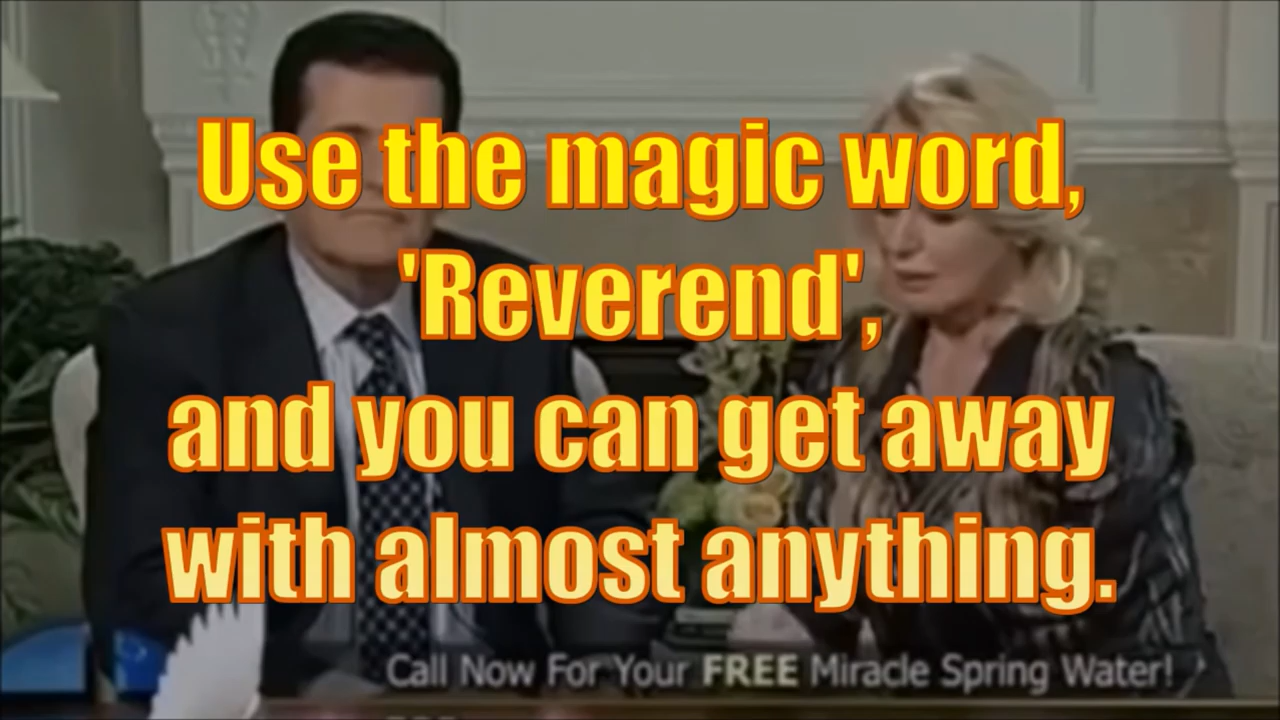 Use the magic word,
'Reverend',
and you can get away
with almost anything.
Call Now For Your FREE Miracle Spring Water!